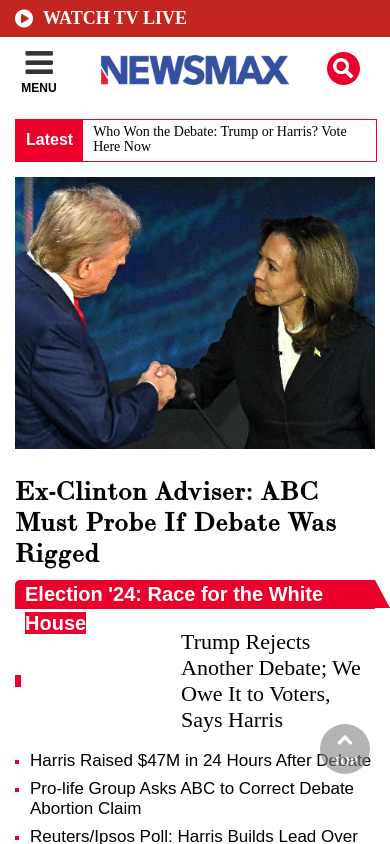 WATCH TV LIVE
MENU
NEWSMAX
Latest
Who Won the Debate: Trump or Harris? Vote
Here Now
Ex-Clinton Adviser: ABC
Must Probe If Debate Was
Rigged
Election '24: Race for the White
House
Trump Rejects
Another Debate; We
Owe It to Voters,
Says Harris
Harris Raised $47M in 24 Hours After Debate
Pro-life Group Asks ABC to Correct Debate
Abortion Claim
Reuters/Ipsos Poll: Harris Builds Lead Over